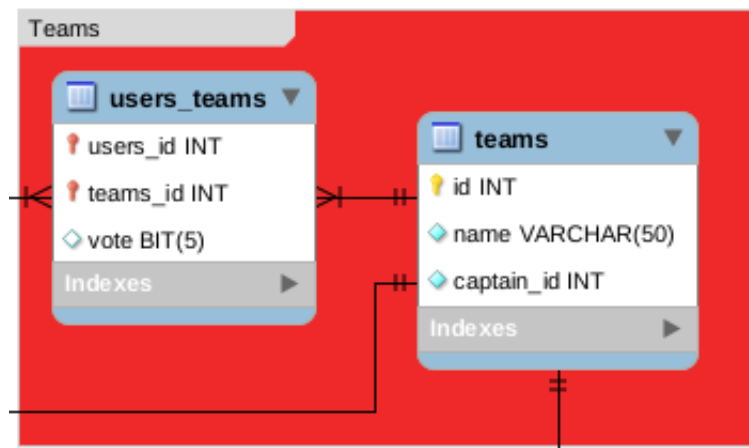 Teams
users_teams
users_id INT
teams_id INT
vote BIT(5)
Indexes
teams
id INT
name VARCHAR(50)
captain_id INT
Indexes